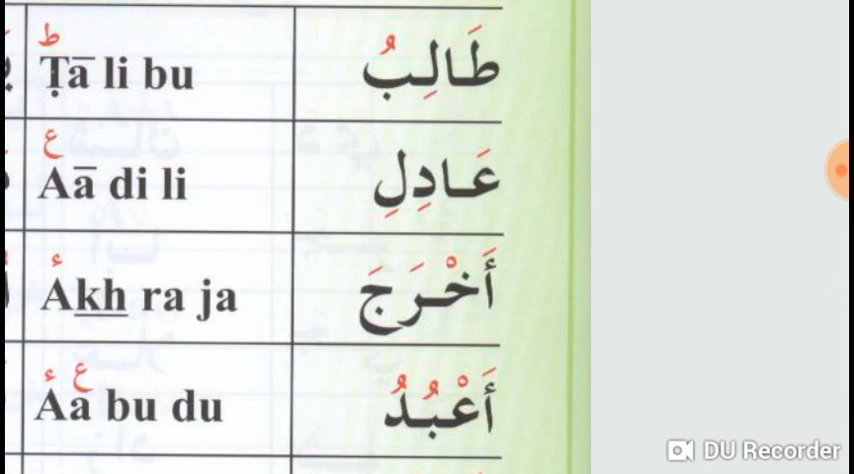 ط
Ṭā li bu طَالِبُ
ع
Aā di li عَادِلِ
ء
Akh ra ja أَخْرَجَ
ء ع
Aa bu du أَعْبُدُ
DU Recorder